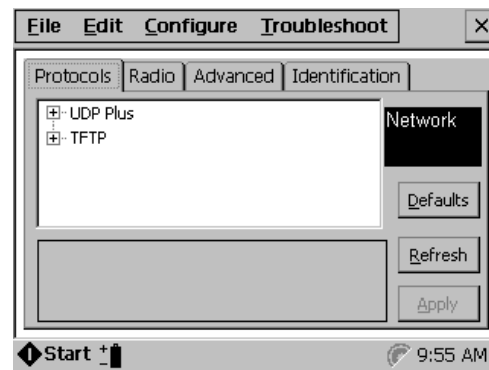 File Edit Configure Troubleshoot
Protocols Radio Advanced Identification
UDP Plus
TFTP
Network
Defaults
Refresh
Apply
Start 9:55 AM